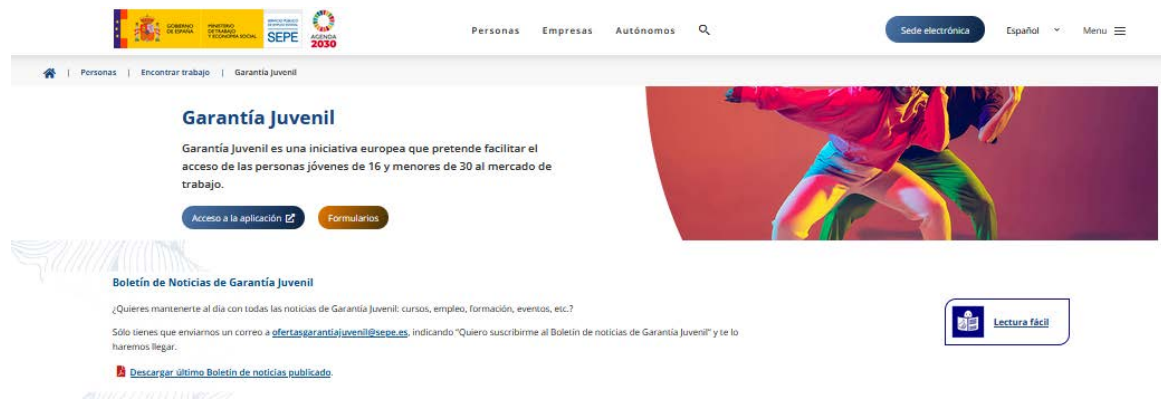 GOBIERNO DE ESPAÑA
MINISTERIO DE TRABAJO Y ECONOMÍA SOCIAL
SERVICIO PÚBLICO DE EMPLEO ESTATAL
SEPE
AGENDA 2030
Personas Empresas Autónomos
Sede electrónica
Español
Menu
| Personas | Encontrar trabajo | Garantía Juvenil
Garantía Juvenil
Garantía Juvenil es una iniciativa europea que pretende facilitar el
acceso de las personas jóvenes de 16 y menores de 30 al mercado de
trabajo.
Acceso a la aplicación
Formularios
Boletín de Noticias de Garantía Juvenil
¿Quieres mantenerte al día con todas las noticias de Garantía Juvenil: cursos, empleo, formación, eventos, etc.?
Sólo tienes que enviarnos un correo a ofertasgarantiajuvenil@sepe.es, indicando "Quiero suscribirme al Boletín de noticias de Garantía Juvenil" y te lo
haremos llegar.
Lectura fácil
Descargar último Boletín de noticias publicado.